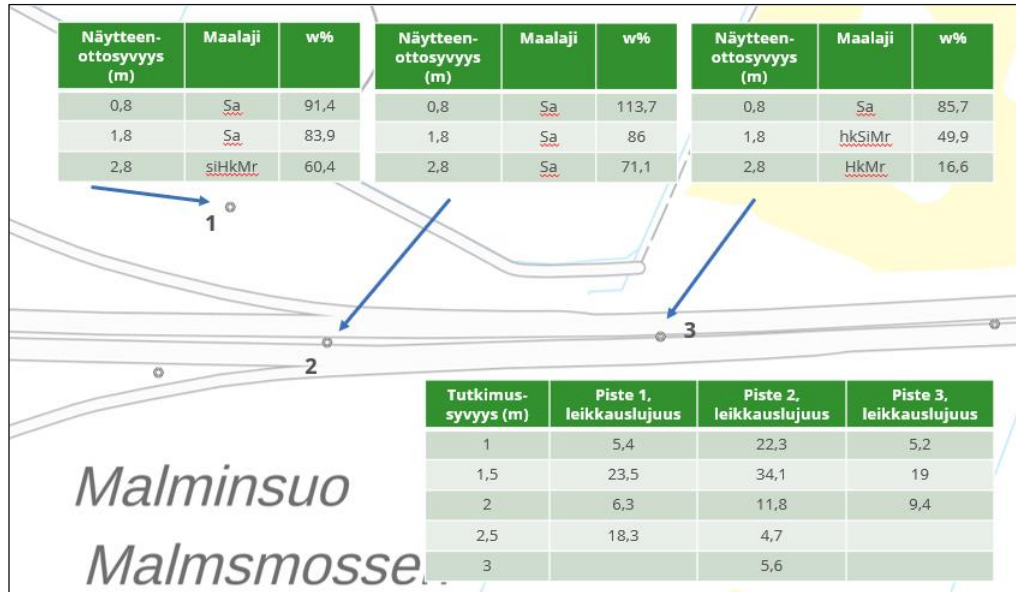 Näytteen-
ottosyvyys
(m) Maalaji w%
0,8 Sa 91,4
1,8 Sa 83,9
2,8 siHkMr 60,4
Näytteen-
ottosyvyys
(m) Maalaji w%
0,8 Sa 113,7
1,8 Sa 86
2,8 Sa 71,1
Näytteen-
ottosyvyys
(m) Maalaji w%
0,8 Sa 85,7
1,8 hkSiMr 49,9
2,8 HkMr 16,6
1
2
3
Tutkimus- Piste 1, Piste 2, Piste 3,
syvyys (m) leikkauslujuus leikkauslujuus leikkauslujuus
1 5,4 22,3 5,2
1,5 23,5 34,1 19
2 6,3 11,8 9,4
2,5 18,3 4,7
3 5,6
Malminsuo
Malmsmossen